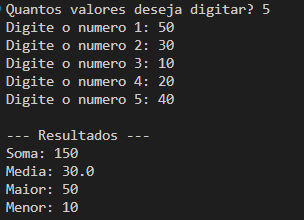 Quantos valores deseja digitar? 5
Digite o numero 1: 50
Digite o numero 2: 30
Digite o numero 3: 10
Digite o numero 4: 20
Digite o numero 5: 40

--- Resultados ---
Soma: 150
Media: 30.0
Maior: 50
Menor: 10